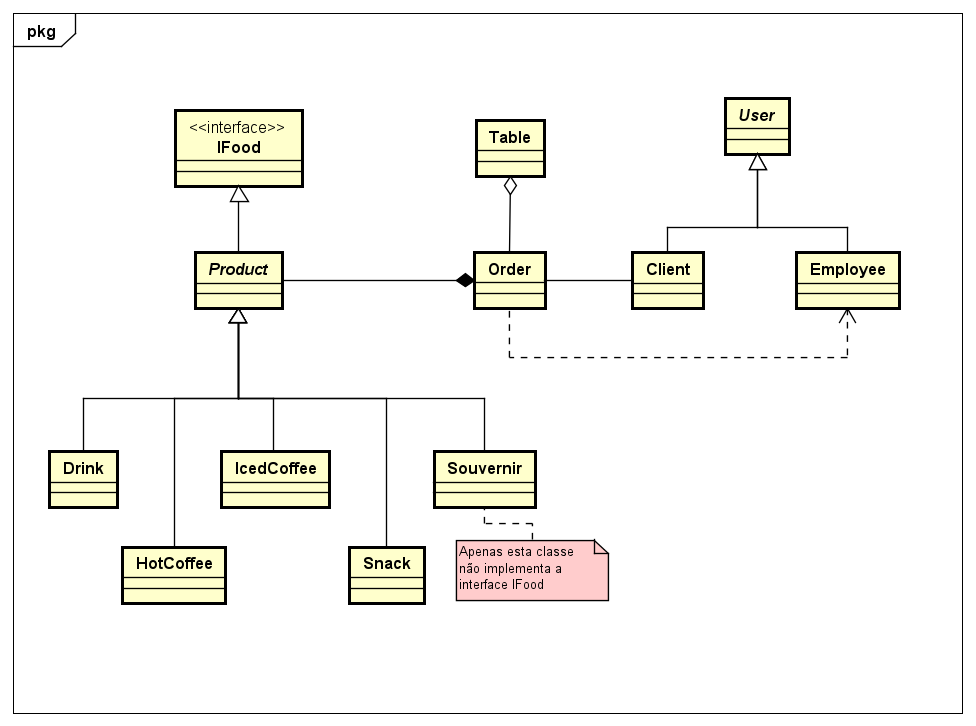 pkg
<<interface>>
IFood
Table
User
Product
Order
Client
Employee
Drink
IcedCoffee
Souvernir
HotCoffee
Snack
Apenas esta classe
não implementa a
interface IFood